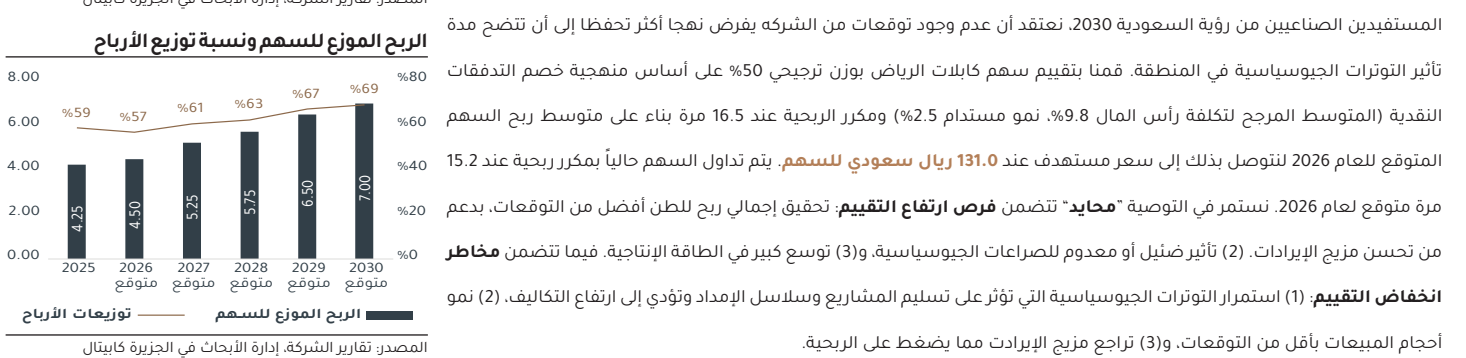 المستفيدين الصناعيين من رؤية السعودية 2030، نعتقد أن عدم وجود توقعات من الشركه يفرض نهجا أكثر تحفظا إلى أن تتضح مدة
تأثير التوترات الجيوسياسية في المنطقة. قمنا بتقييم سهم كابلات الرياض بوزن ترجيحي 50% على أساس منهجية خصم التدفقات
النقدية (المتوسط المرجح لتكلفة رأس المال 9.8%، نمو مستدام 2.5%) ومكرر الربحية عند 16.5 مرة بناء على متوسط ربح السهم
المتوقع للعام 2026 لنتوصل بذلك إلى سعر مستهدف عند 131.0 ريال سعودي للسهم. يتم تداول السهم حالياً بمكرر ربحية عند 15.2
مرة متوقع لعام 2026. نستمر في التوصية "محايد" تتضمن فرص ارتفاع التقييم: تحقيق إجمالي ربح للطن أفضل من التوقعات، بدعم
من تحسن مزيج الإيرادات. (2) تأثير ضئيل أو معدوم للصراعات الجيوسياسية، و(3) توسع كبير في الطاقة الإنتاجية. فيما تتضمن مخاطر
انخفاض التقييم: (1) استمرار التوترات الجيوسياسية التي تؤثر على تسليم المشاريع وسلاسل الإمداد وتؤدي إلى ارتفاع التكاليف، (2) نمو
أحجام المبيعات بأقل من التوقعات، و(3) تراجع مزيج الإيرادت مما يضغط على الربحية.
المصدر: تقارير الشركة، إدارة الأبحاث في الجزيرة كابيتال
الربح الموزع للسهم ونسبة توزيع الأرباح
8.00
6.00
4.00
2.00
0.00
%80
%60
%40
%20
%0
%59 %57 %61 %63 %67 %69
4.25 4.50 5.25 5.75 6.50 7.00
2025 2026 2027 2028 2029 2030
متوقع متوقع متوقع متوقع متوقع
الربح الموزع للسهم توزيعات الأرباح
المصدر: تقارير الشركة، إدارة الأبحاث في الجزيرة كابيتال